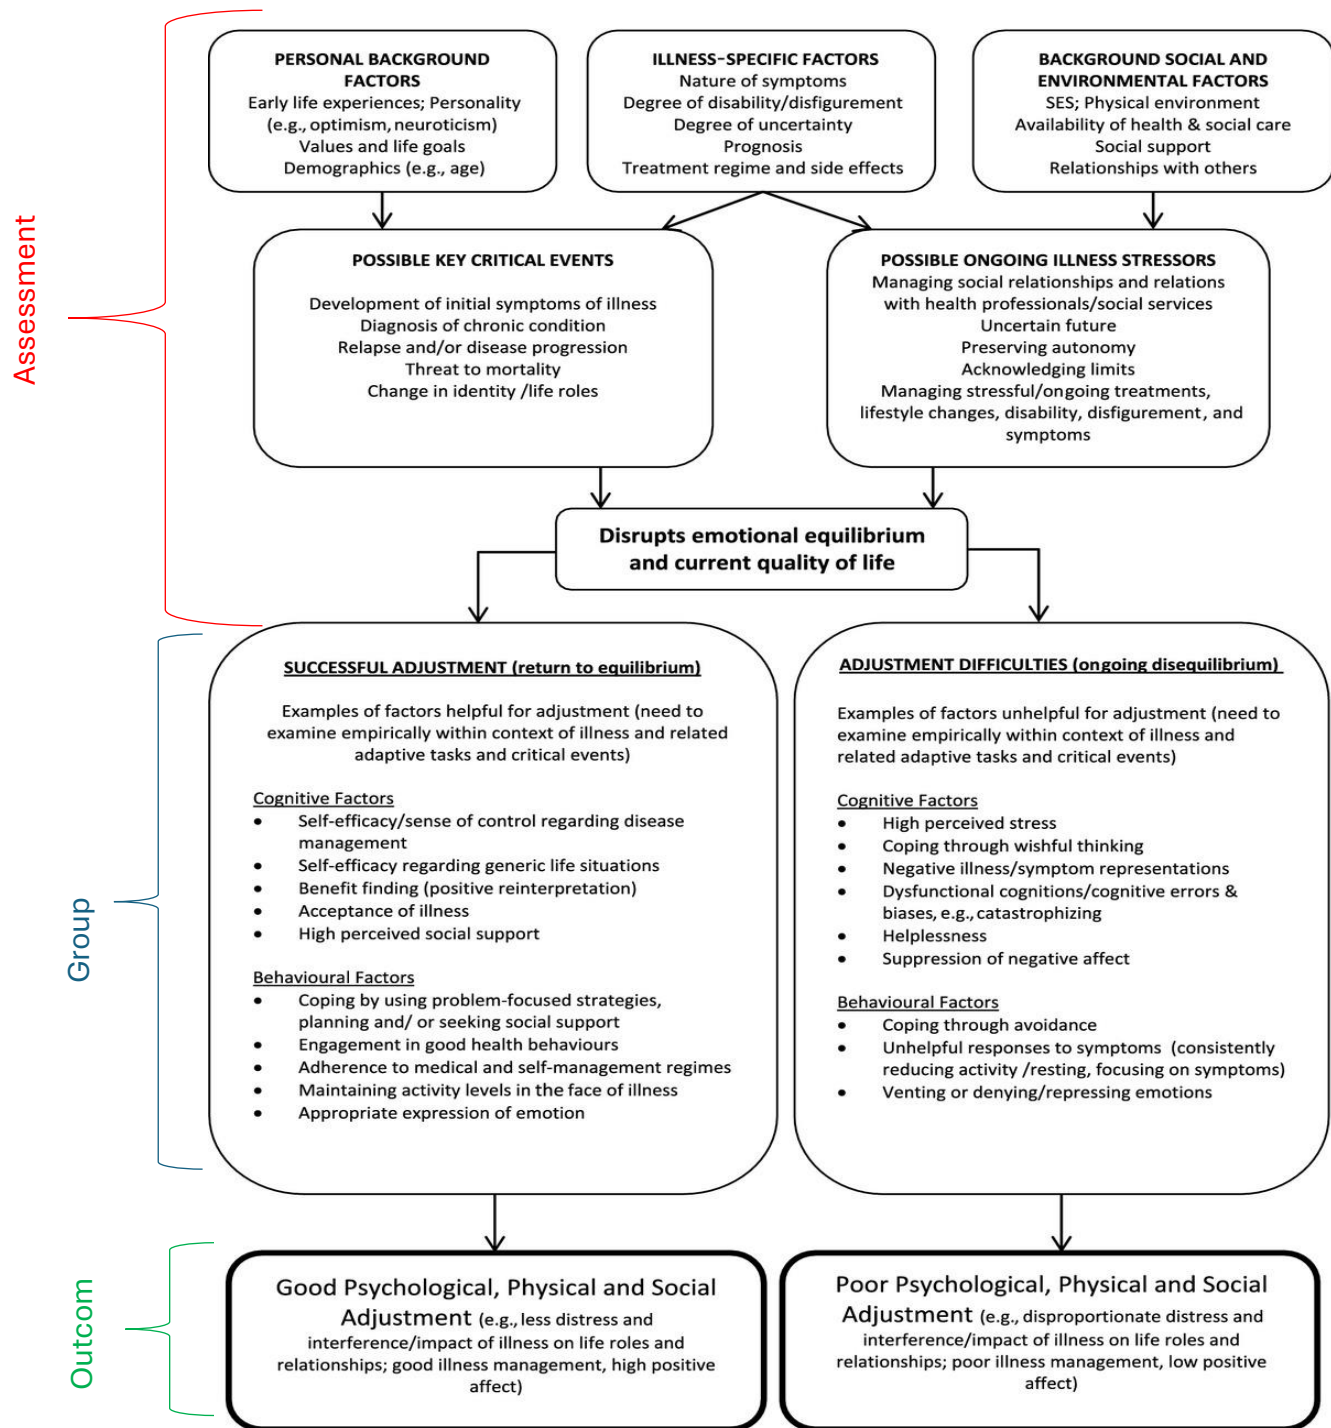 PERSONAL BACKGROUND
FACTORS
Early life experiences; Personality
(e.g., optimism, neuroticism)
Values and life goals
Demographics (e.g., age)
ILLNESS-SPECIFIC FACTORS
Nature of symptoms
Degree of disability/disfigurement
Degree of uncertainty
Prognosis
Treatment regime and side effects
BACKGROUND SOCIAL AND
ENVIRONMENTAL FACTORS
SES; Physical environment
Availability of health & social care
Social support
Relationships with others
Assessment
POSSIBLE KEY CRITICAL EVENTS
Development of initial symptoms of illness
Diagnosis of chronic condition
Relapse and/or disease progression
Threat to mortality
Change in identity /life roles
POSSIBLE ONGOING ILLNESS STRESSORS
Managing social relationships and relations
with health professionals/social services
Uncertain future
Preserving autonomy
Acknowledging limits
Managing stressful/ongoing treatments,
lifestyle changes, disability, disfigurement, and
symptoms
Disrupts emotional equilibrium
and current quality of life
Group
SUCCESSFUL ADJUSTMENT (return to equilibrium)
Examples of factors helpful for adjustment (need to
examine empirically within context of illness and related
adaptive tasks and critical events)
Cognitive Factors
• Self-efficacy/sense of control regarding disease
management
• Self-efficacy regarding generic life situations
• Benefit finding (positive reinterpretation)
• Acceptance of illness
• High perceived social support
Behavioural Factors
• Coping by using problem-focused strategies,
planning and/ or seeking social support
• Engagement in good health behaviours
• Adherence to medical and self-management regimes
• Maintaining activity levels in the face of illness
• Appropriate expression of emotion
ADJUSTMENT DIFFICULTIES (ongoing disequilibrium)
Examples of factors unhelpful for adjustment (need to
examine empirically within context of illness and
related adaptive tasks and critical events)
Cognitive Factors
• High perceived stress
• Coping through wishful thinking
• Negative illness/symptom representations
• Dysfunctional cognitions/cognitive errors &
biases, e.g., catastrophizing
• Helplessness
• Suppression of negative affect
Behavioural Factors
• Coping through avoidance
• Unhelpful responses to symptoms (consistently
reducing activity /resting, focusing on symptoms)
• Venting or denying/repressing emotions
Outcom
Good Psychological, Physical and Social
Adjustment (e.g., less distress and
interference/impact of illness on life roles and
relationships; good illness management, high positive
affect)
Poor Psychological, Physical and Social
Adjustment (e.g., disproportionate distress and
interference/impact of illness on life roles and
relationships; poor illness management, low positive
affect)